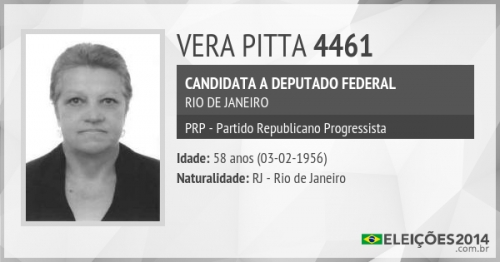 VERA PITTA 4461
CANDIDATA A DEPUTADO FEDERAL
RIO DE JANEIRO
PRP - Partido Republicano Progressista
Idade: 58 anos (03-02-1956)
Naturalidade: RJ - Rio de Janeiro
ELEIÇÕES2014
.com.br